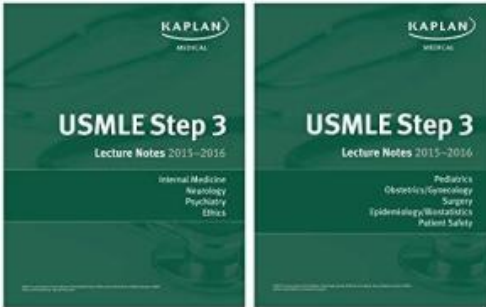 KAPLAN
MEDICAL
USMLE Step 3
Lecture Notes 2015–2016
Internal Medicine
Neurology
Psychiatry
Ethics
KAPLAN
MEDICAL
USMLE Step 3
Lecture Notes 2015–2016
Pediatrics
Obstetrics/Gynecology
Surgery
Epidemiology/Biostatistics
Patient Safety